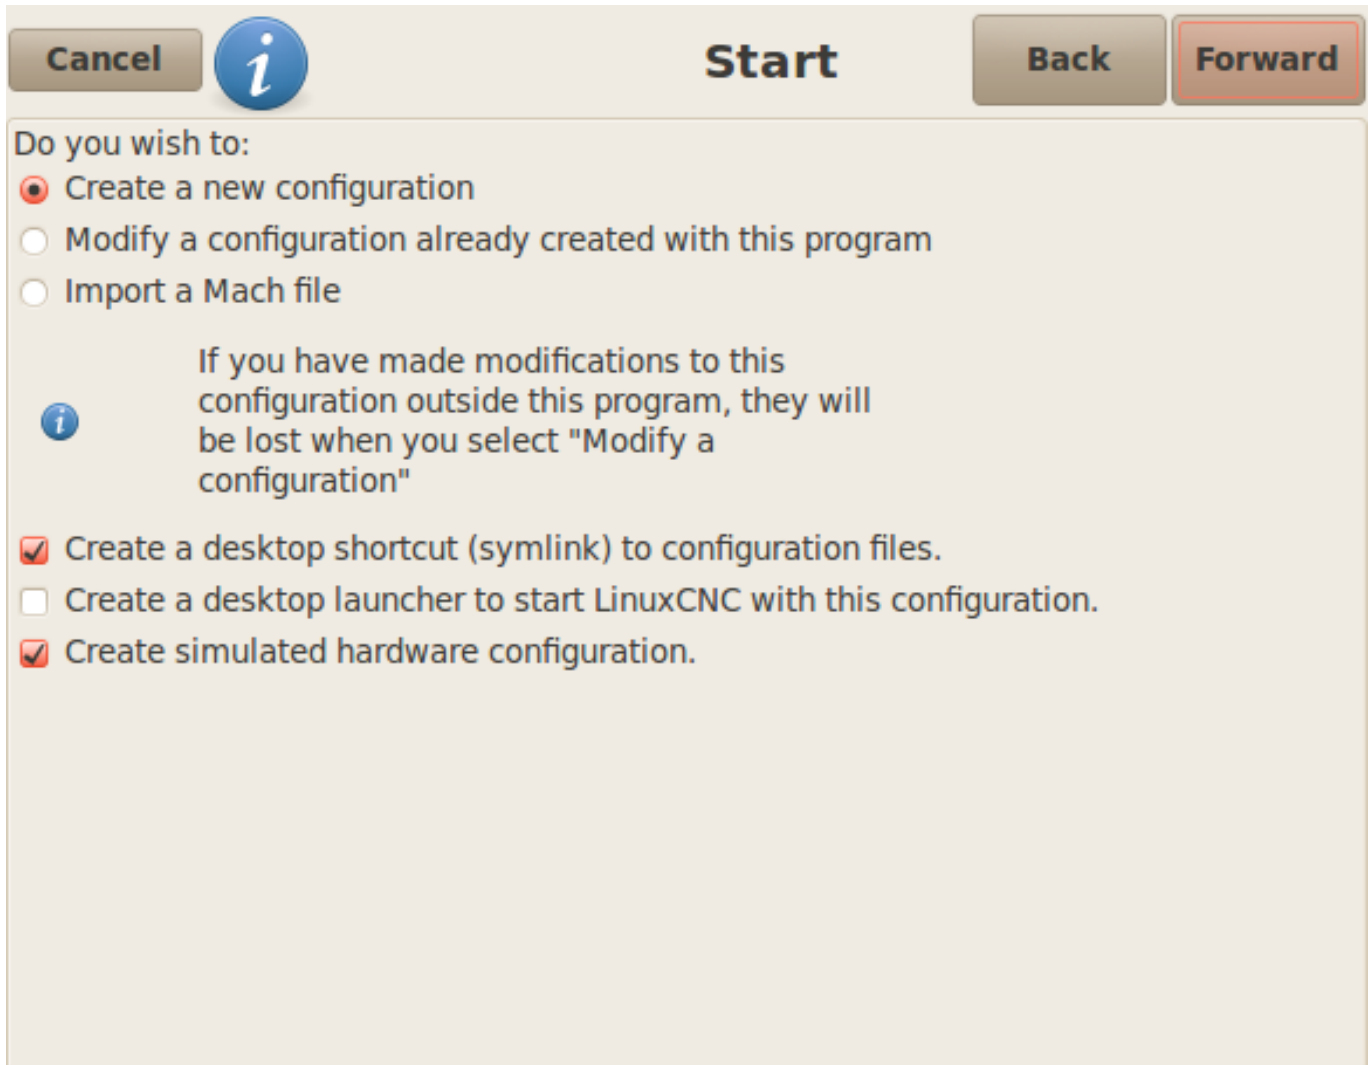 Cancel i Start Back Forward
Do you wish to:
Create a new configuration
Modify a configuration already created with this program
Import a Mach file
If you have made modifications to this
configuration outside this program, they will
i
be lost when you select "Modify a
configuration"
Create a desktop shortcut (symlink) to configuration files.
Create a desktop launcher to start LinuxCNC with this configuration.
Create simulated hardware configuration.